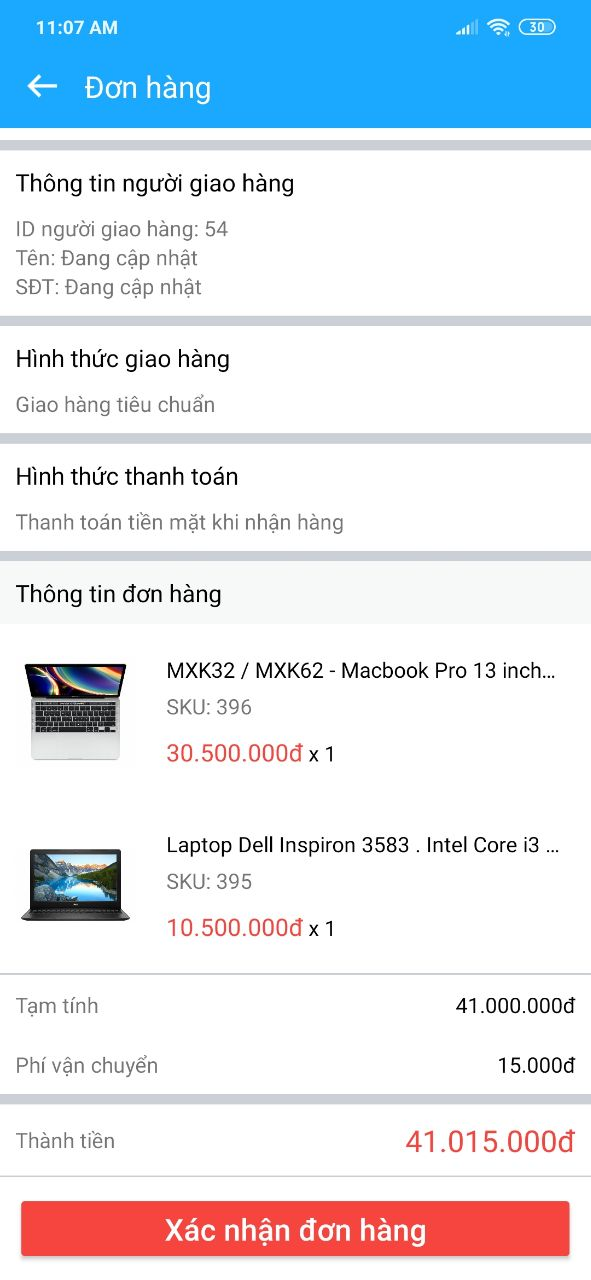 11:07 AM
30
Đơn hàng
Thông tin người giao hàng
ID người giao hàng: 54
Tên: Đang cập nhật
SĐT: Đang cập nhật
Hình thức giao hàng
Giao hàng tiêu chuẩn
Hình thức thanh toán
Thanh toán tiền mặt khi nhận hàng
Thông tin đơn hàng
MXK32 / MXK62 - Macbook Pro 13 inch...
SKU: 396
30.500.000đ x 1
Laptop Dell Inspiron 3583 . Intel Core i3 ...
SKU: 395
10.500.000đ x 1
Tạm tính 41.000.000đ
Phí vận chuyển 15.000đ
Thành tiền 41.015.000đ
Xác nhận đơn hàng